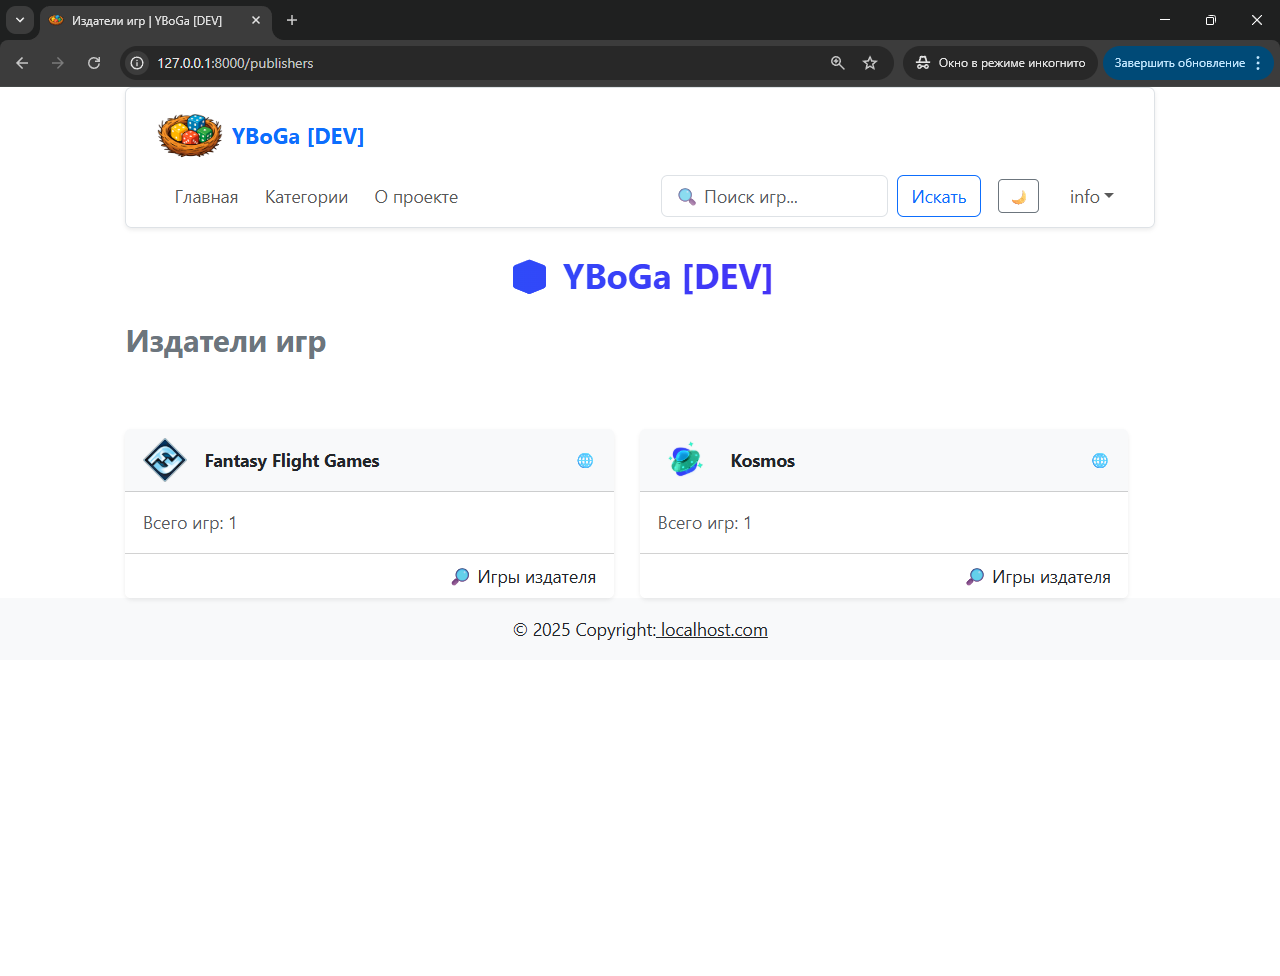 Издатели игр | YBoGa [DEV]
127.0.0.1:8000/publishers
Окно в режиме инкогнито
Завершить обновление
YBoGa [DEV]
Главная Категории О проекте Поиск игр... Искать info
YBoGa [DEV]
Издатели игр
Fantasy Flight Games
Kosmos
Всего игр: 1
Всего игр: 1
Игры издателя
Игры издателя
© 2025 Copyright: localhost.com